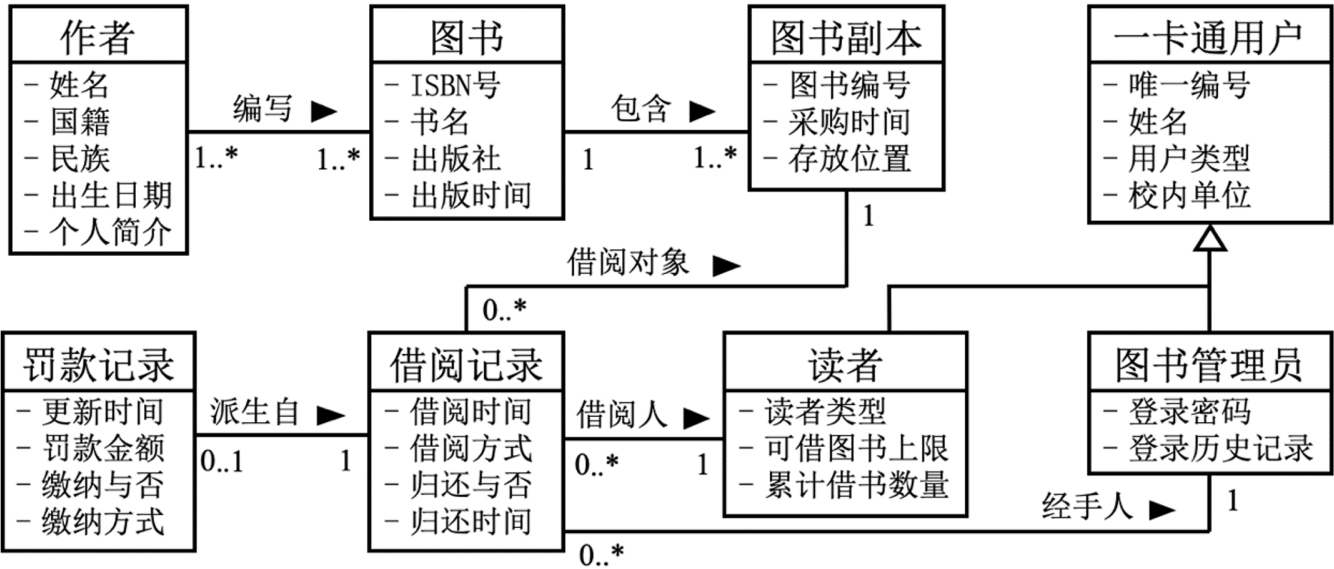 作者
- 姓名
- 国籍
- 民族
- 出生日期
- 个人简介
编写 ▶
1..*
1..*
图书
- ISBN号
- 书名
- 出版社
- 出版时间
包含 ▶
1
1..*
图书副本
- 图书编号
- 采购时间
- 存放位置
一卡通用户
- 唯一编号
- 姓名
- 用户类型
- 校内单位
1
借阅对象 ▶
0..*
罚款记录
- 更新时间
- 罚款金额
- 缴纳与否
- 缴纳方式
派生自 ▶
0..1
1
借阅记录
- 借阅时间
- 借阅方式
- 归还与否
- 归还时间
借阅人 ▶
0..*
1
读者
- 读者类型
- 可借图书上限
- 累计借书数量
图书管理员
- 登录密码
- 登录历史记录
经手人 ▶
1
0..*